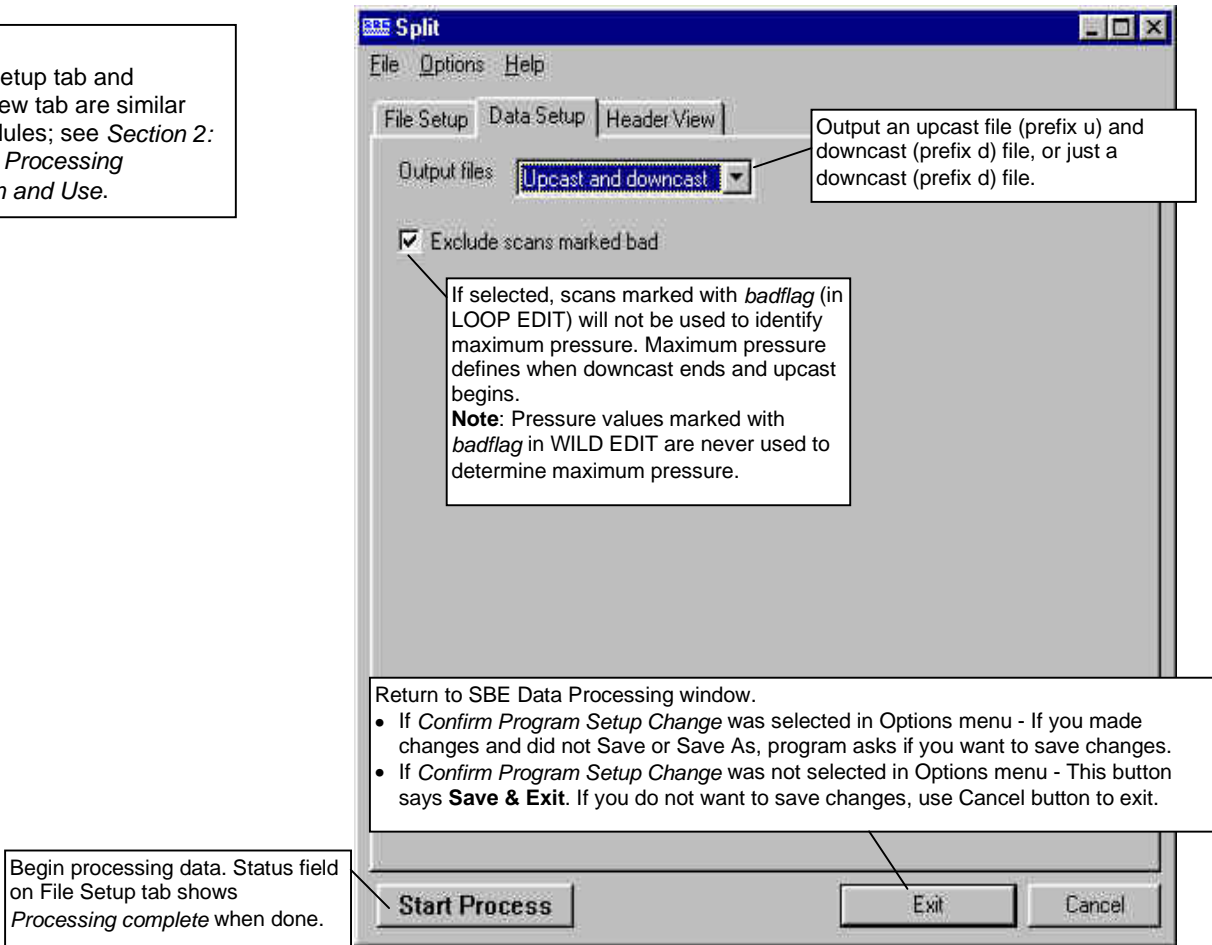 etup tab and
ew tab are similar
dules; see Section 2:
Processing
n and Use.
SBE Split
File Options Help
File Setup Data Setup Header View
Output files Upcast and downcast
Output an upcast file (prefix u) and
downcast (prefix d) file, or just a
downcast (prefix d) file.
Exclude scans marked bad
If selected, scans marked with badflag (in
LOOP EDIT) will not be used to identify
maximum pressure. Maximum pressure
defines when downcast ends and upcast
begins.
Note: Pressure values marked with
badflag in WILD EDIT are never used to
determine maximum pressure.
Return to SBE Data Processing window.
• If Confirm Program Setup Change was selected in Options menu - If you made
changes and did not Save or Save As, program asks if you want to save changes.
• If Confirm Program Setup Change was not selected in Options menu - This button
says Save & Exit. If you do not want to save changes, use Cancel button to exit.
Begin processing data. Status field
on File Setup tab shows
Processing complete when done.
Start Process Exit Cancel